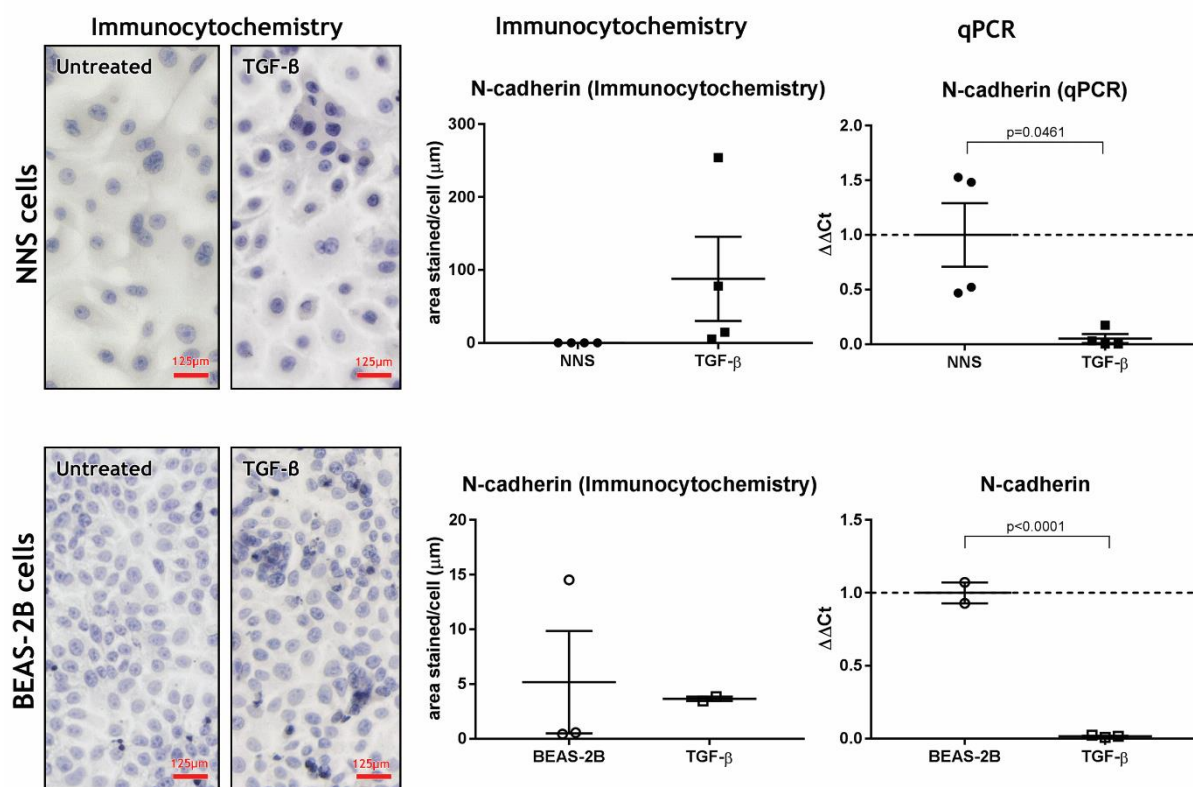 Immunocytochemistry
Immunocytochemistry
qPCR
NNS cells
Untreated
125µm
TGF-ß
125µm
N-cadherin (Immunocytochemistry)
area stained/cell (µm)
300
200
100
0
NNS
TGF-β
N-cadherin (qPCR)
ΔΔCt
2.0
1.5
1.0
0.5
0.0
p=0.0461
NNS
TGF-β
BEAS-2B cells
Untreated
125µm
TGF-ß
125µm
N-cadherin (Immunocytochemistry)
area stained/cell (µm)
20
15
10
5
0
BEAS-2B
TGF-β
N-cadherin
ΔΔCt
1.5
1.0
0.5
0.0
p<0.0001
BEAS-2B
TGF-β